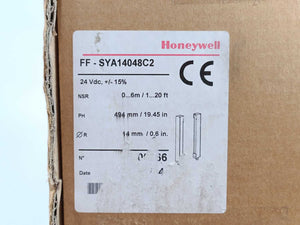 Honeywell
FF - SYA14048C2
24 Vdc, +/- 15%
NSR 0...6m / 1...20 ft
PH 494 mm / 19.45 in
Ø R 14 mm / 0,6 in.
N°
Date
CE